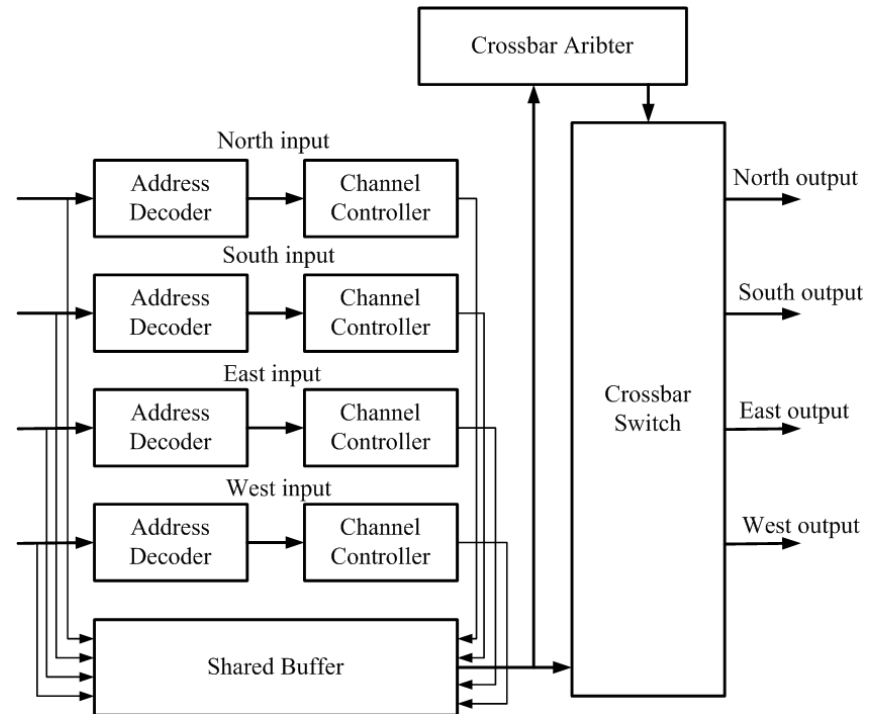 Crossbar Aribter
North input
Address
Decoder
Channel
Controller
North output
South input
Address
Decoder
Channel
Controller
South output
East input
Address
Decoder
Channel
Controller
Crossbar
Switch
East output
West input
Address
Decoder
Channel
Controller
West output
Shared Buffer